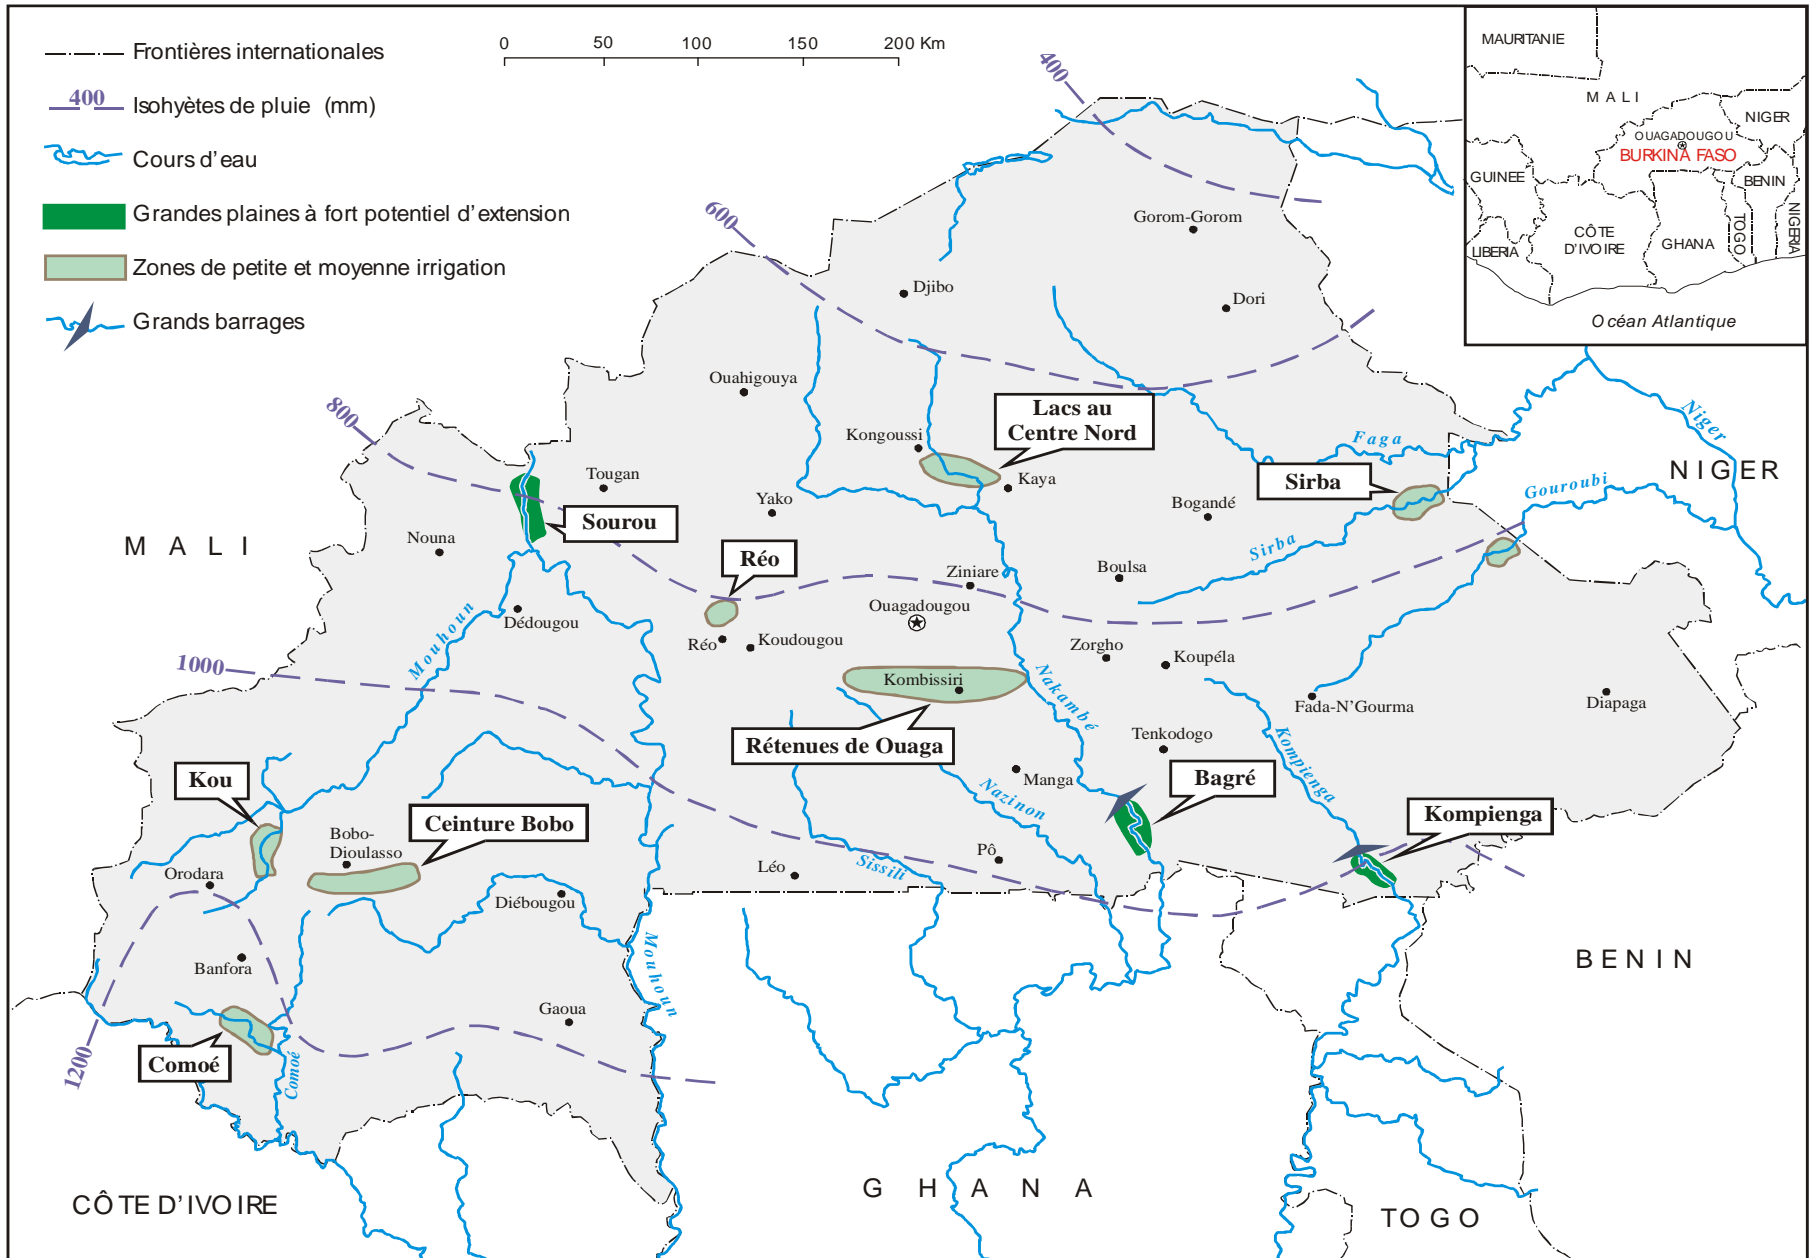 Frontières internationales
400
Isohyètes de pluie (mm)
Cours d'eau
Grandes plaines à fort potentiel d'extension
Zones de petite et moyenne irrigation
Grands barrages
0 50 100 150 200 Km
MAURITANIE
MALI
NIGER
OUAGADOUGOU
BURKINA FASO
GUINEE
BENIN
CÔTE
D'IVOIRE
GHANA
TOGO
NIGERIA
LIBERIA
Océan Atlantique
400
600
800
1000
1200
Gorom-Gorom
Djibo
Dori
Ouahigouya
Lacs au
Centre Nord
Kongoussi
Kaya
Faga
Niger
NIGER
Sirba
Gouroubi
Tougan
Yako
Bogandé
Sourou
Nouna
MALI
Réo
Ziniare
Boulsa
Sirba
Ouagadougou
Dédougou
Mouhoun
Réo
Koudougou
Zorgho
Koupéla
Kombissiri
Nakambé
Fada-N'Gourma
Diapaga
Rétenues de Ouaga
Tenkodogo
Kompienga
Kou
Manga
Bagré
Nazinon
Ceinture Bobo
Kompienga
Bobo-
Dioulasso
Orodara
Léo
Sissili
Pô
Diébougou
Banfora
Mouhoun
BENIN
Gaoua
Comoé
Comoé
CÔTE D'IVOIRE
GHANA
TOGO